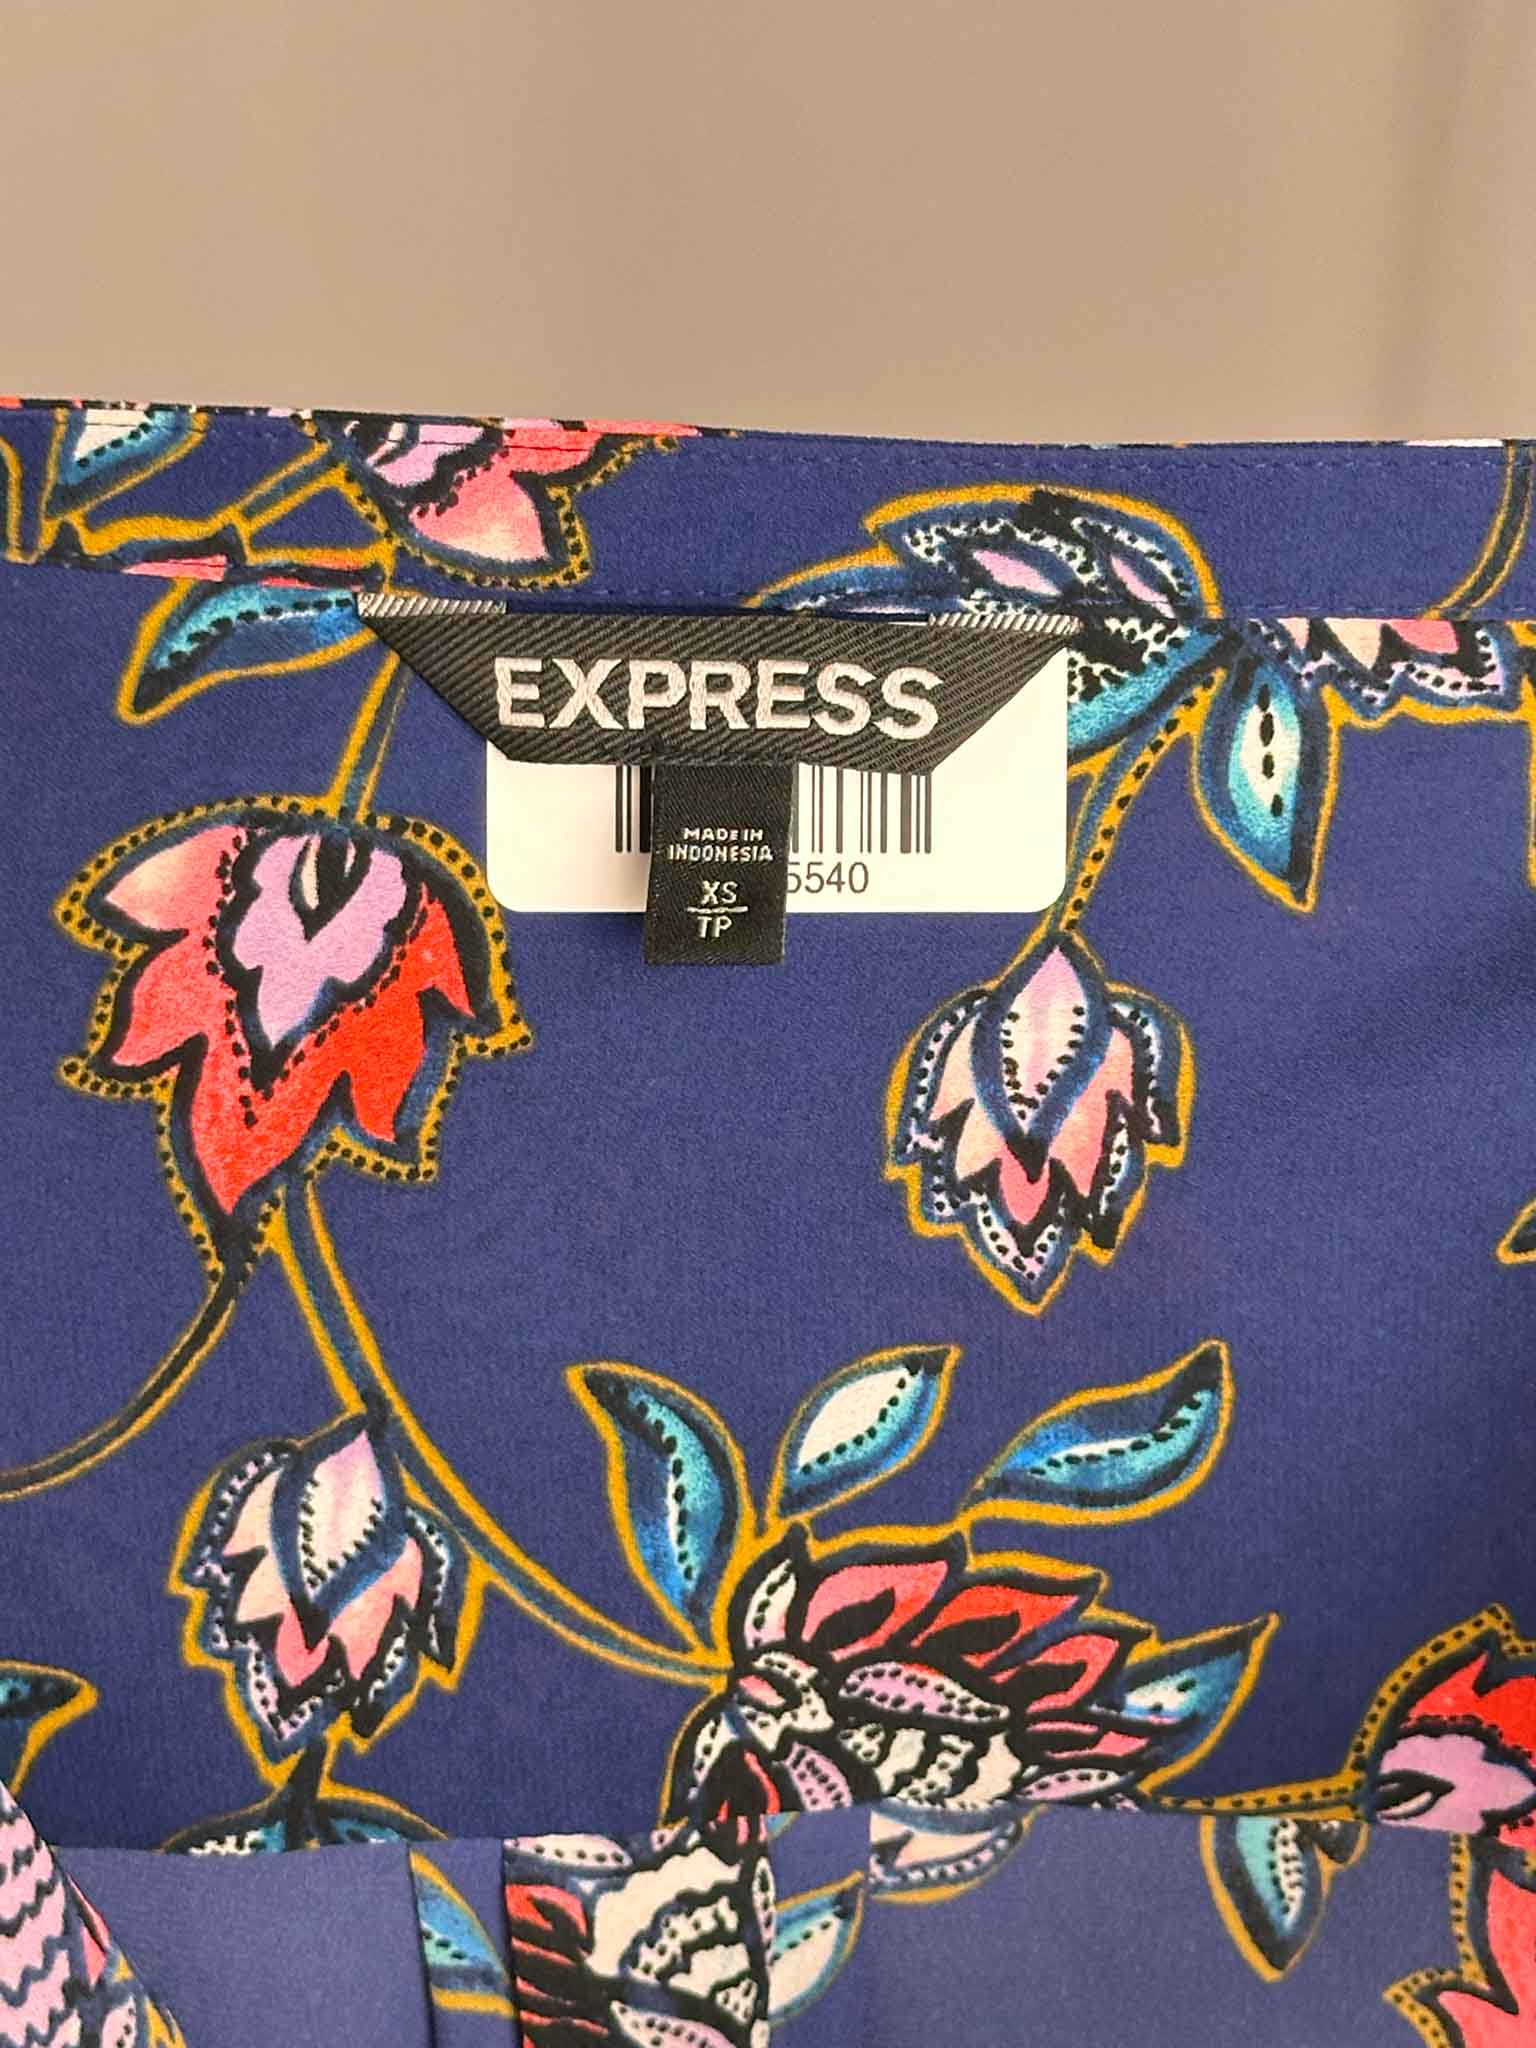 EXPRESS
MADE IN
INDONESIA
XS
TP
5540